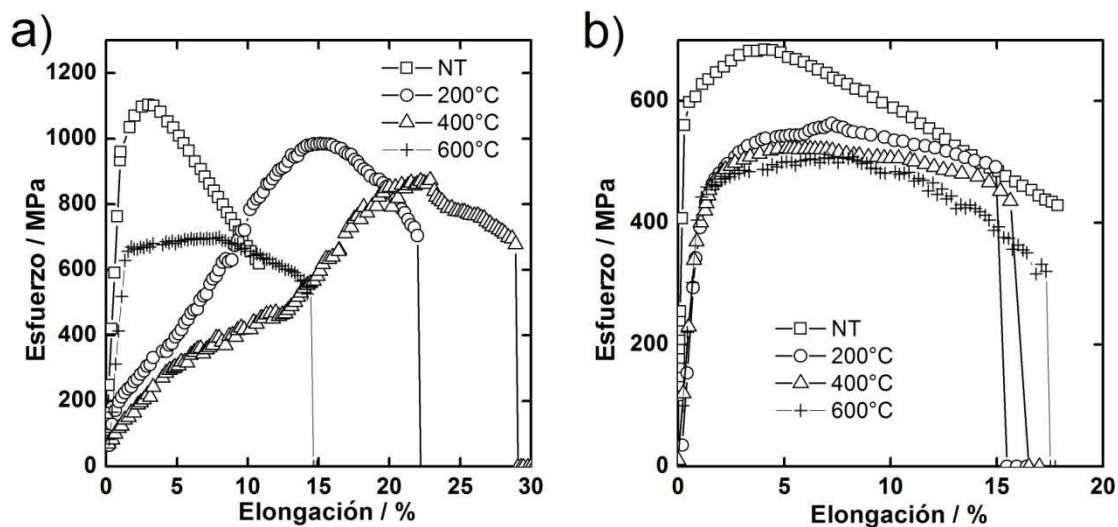 a)
1200
1000
800
600
400
200
0
Esfuerzo / MPa
NT
200°C
400°C
600°C
0 5 10 15 20 25 30
Elongación / %
b)
600
400
200
0
Esfuerzo / MPa
NT
200°C
400°C
600°C
0 5 10 15 20
Elongación / %